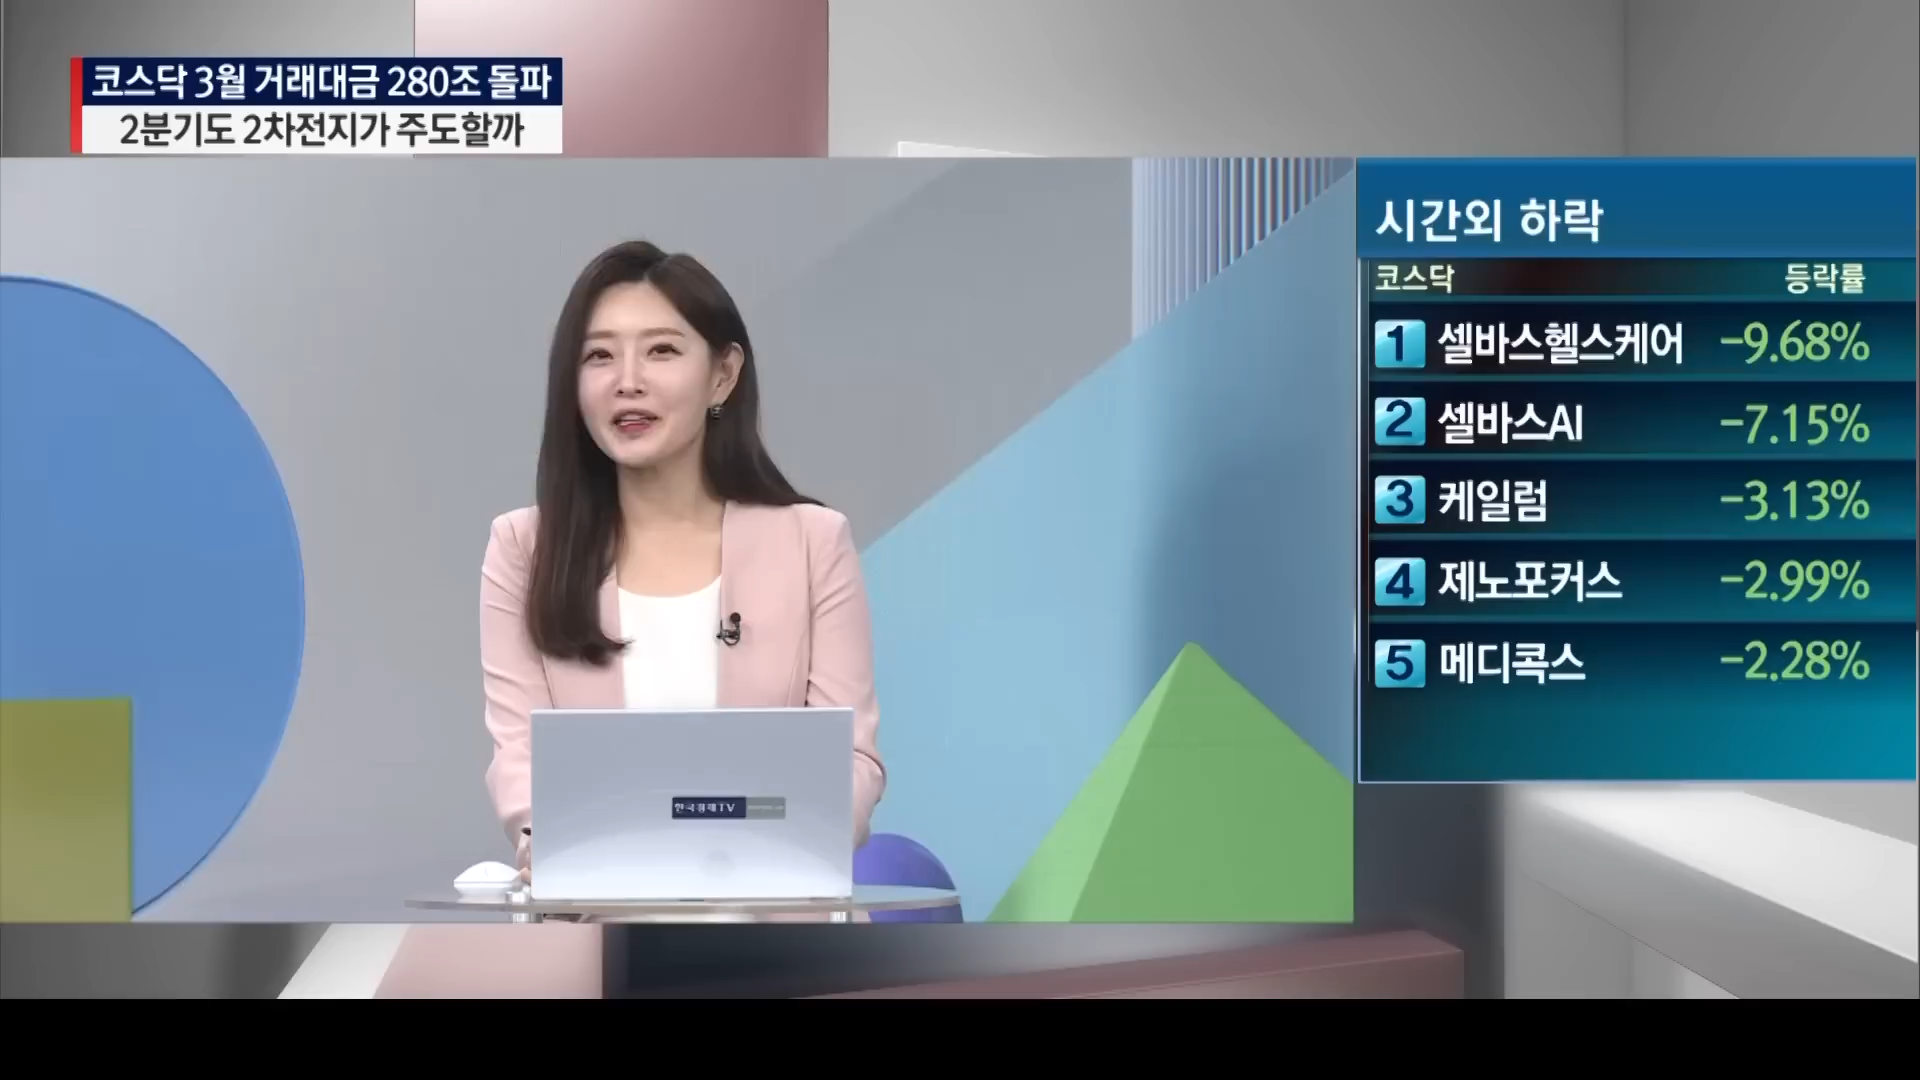 코스닥 3월 거래대금 280조 돌파
2분기도 2차전지가 주도할까
시간외 하락
코스닥 등락률
1 셀바스헬스케어 -9.68%
2 셀바스AI -7.15%
3 케일럼 -3.13%
4 제노포커스 -2.99%
5 메디콕스 -2.28%
한국경제TV